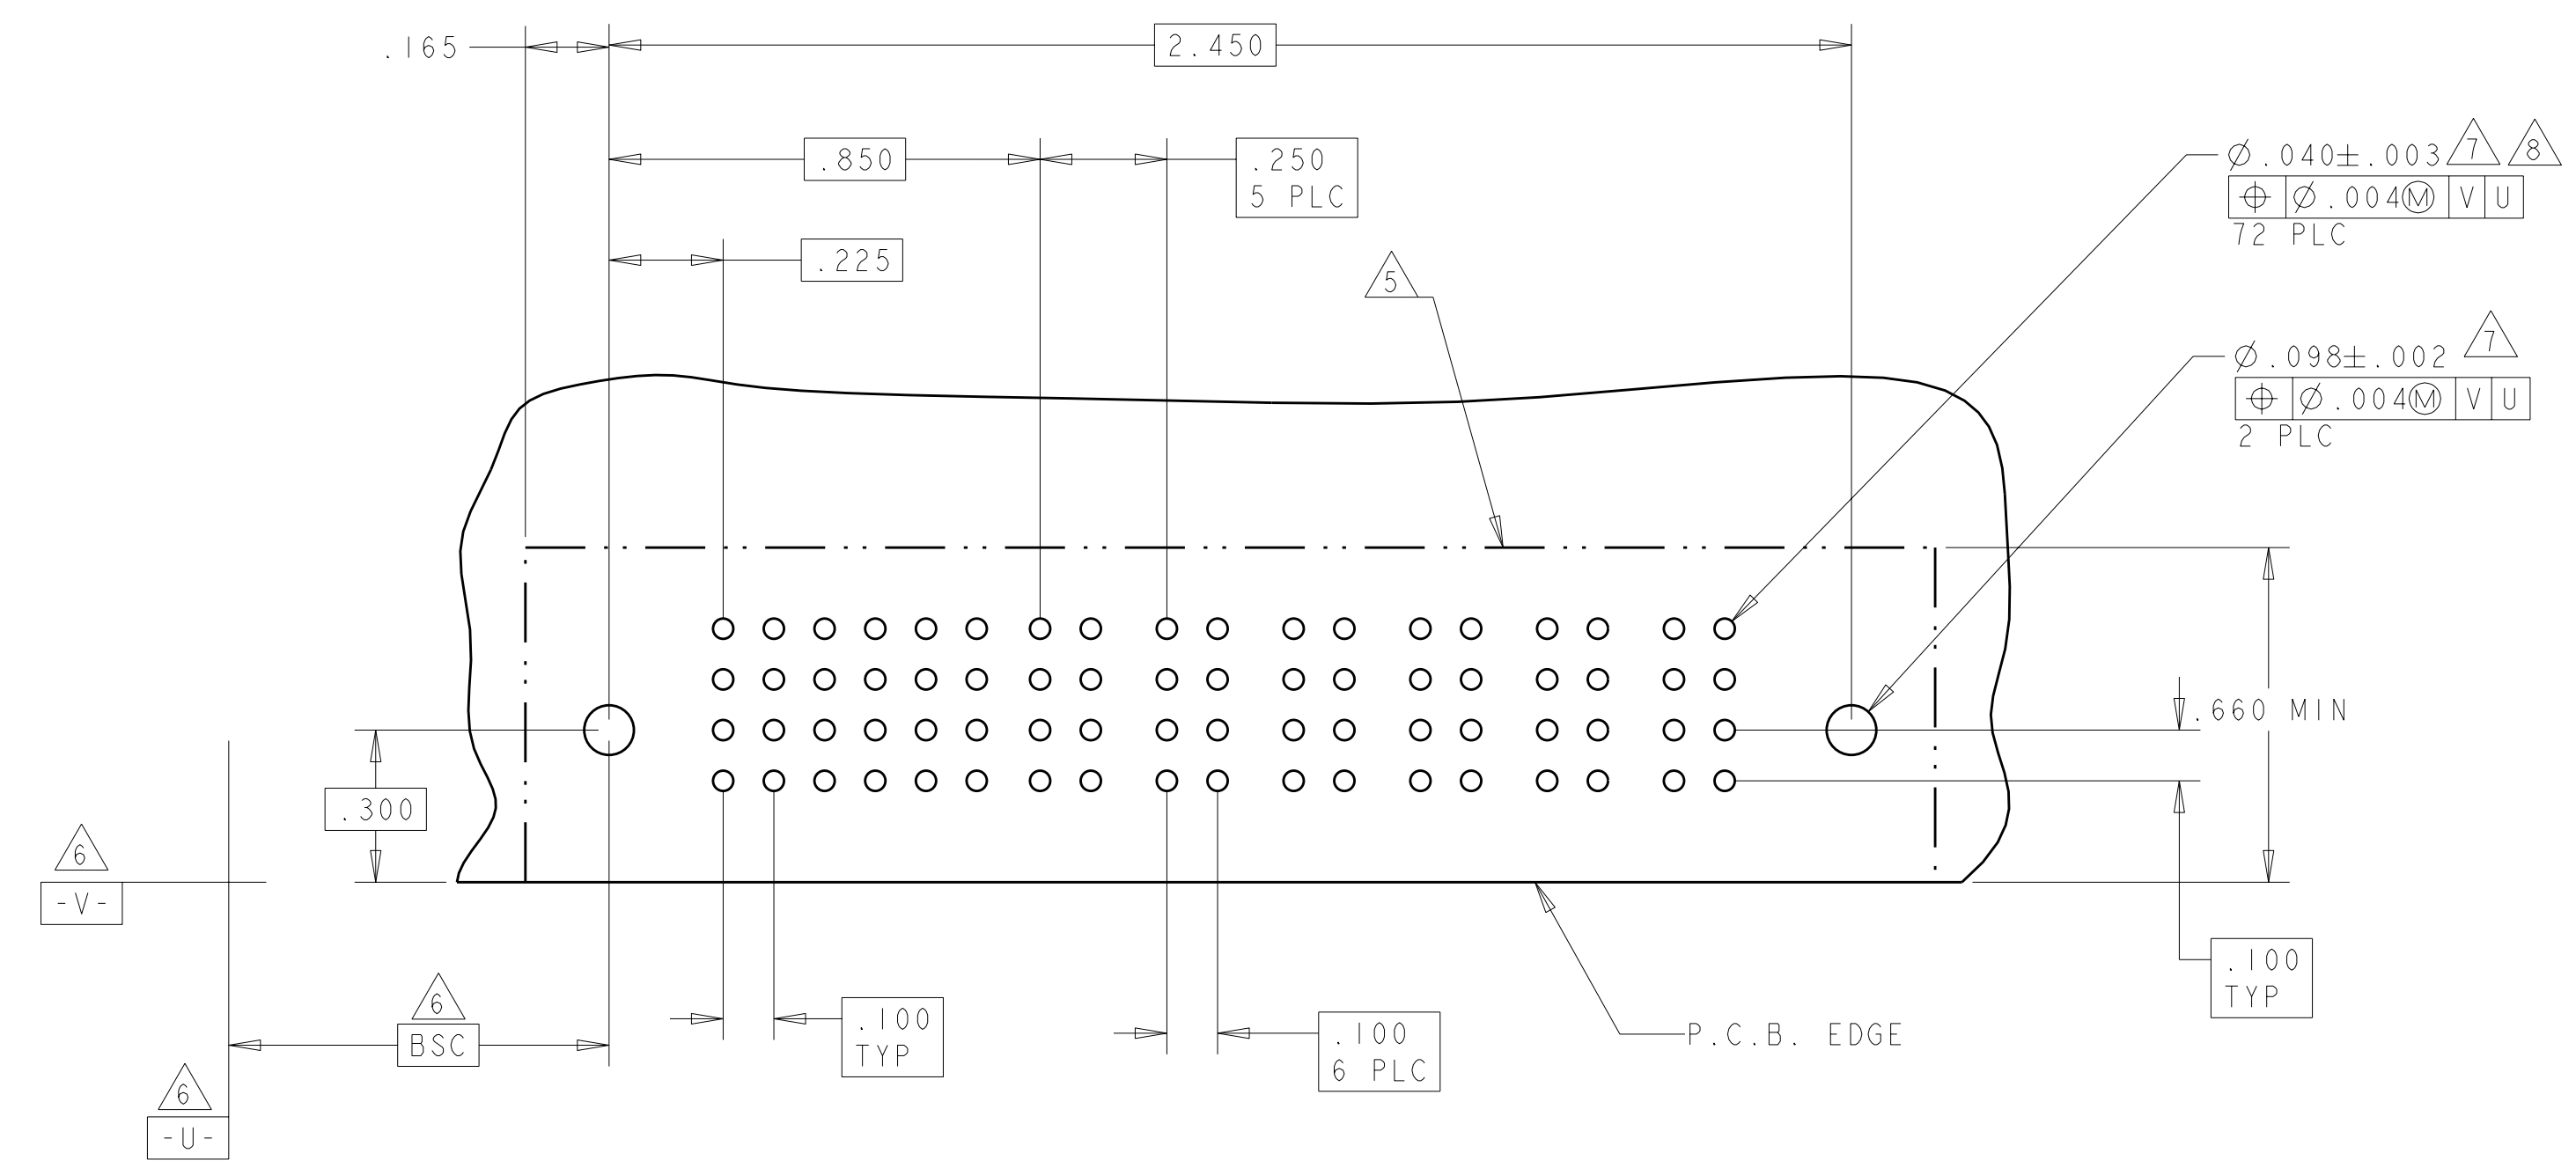 .165
2.450
.850
.250
5 PLC
.225
Ø.040±.003 7 8
⌖ Ø.004Ⓜ V U
72 PLC
5
Ø.098±.002 7
⌖ Ø.004Ⓜ V U
2 PLC
.660 MIN
.300
6
-V-
6
BSC
6
-U-
.100
TYP
.100
6 PLC
P.C.B. EDGE
.100
TYP